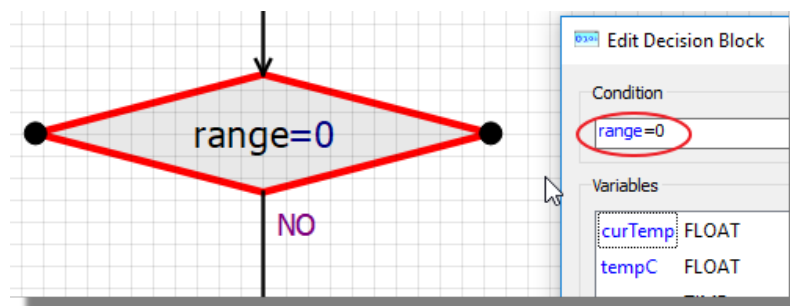 range=0
NO
Edit Decision Block
Condition
range=0
Variables
curTemp FLOAT
tempC FLOAT